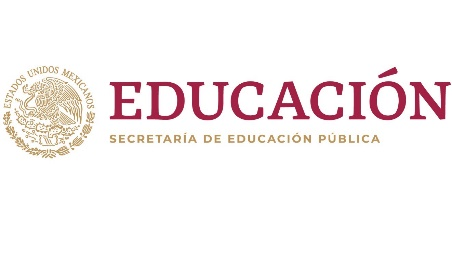 ESTADOS UNIDOS MEXICANOS
EDUCACIÓN
SECRETARÍA DE EDUCACIÓN PÚBLICA